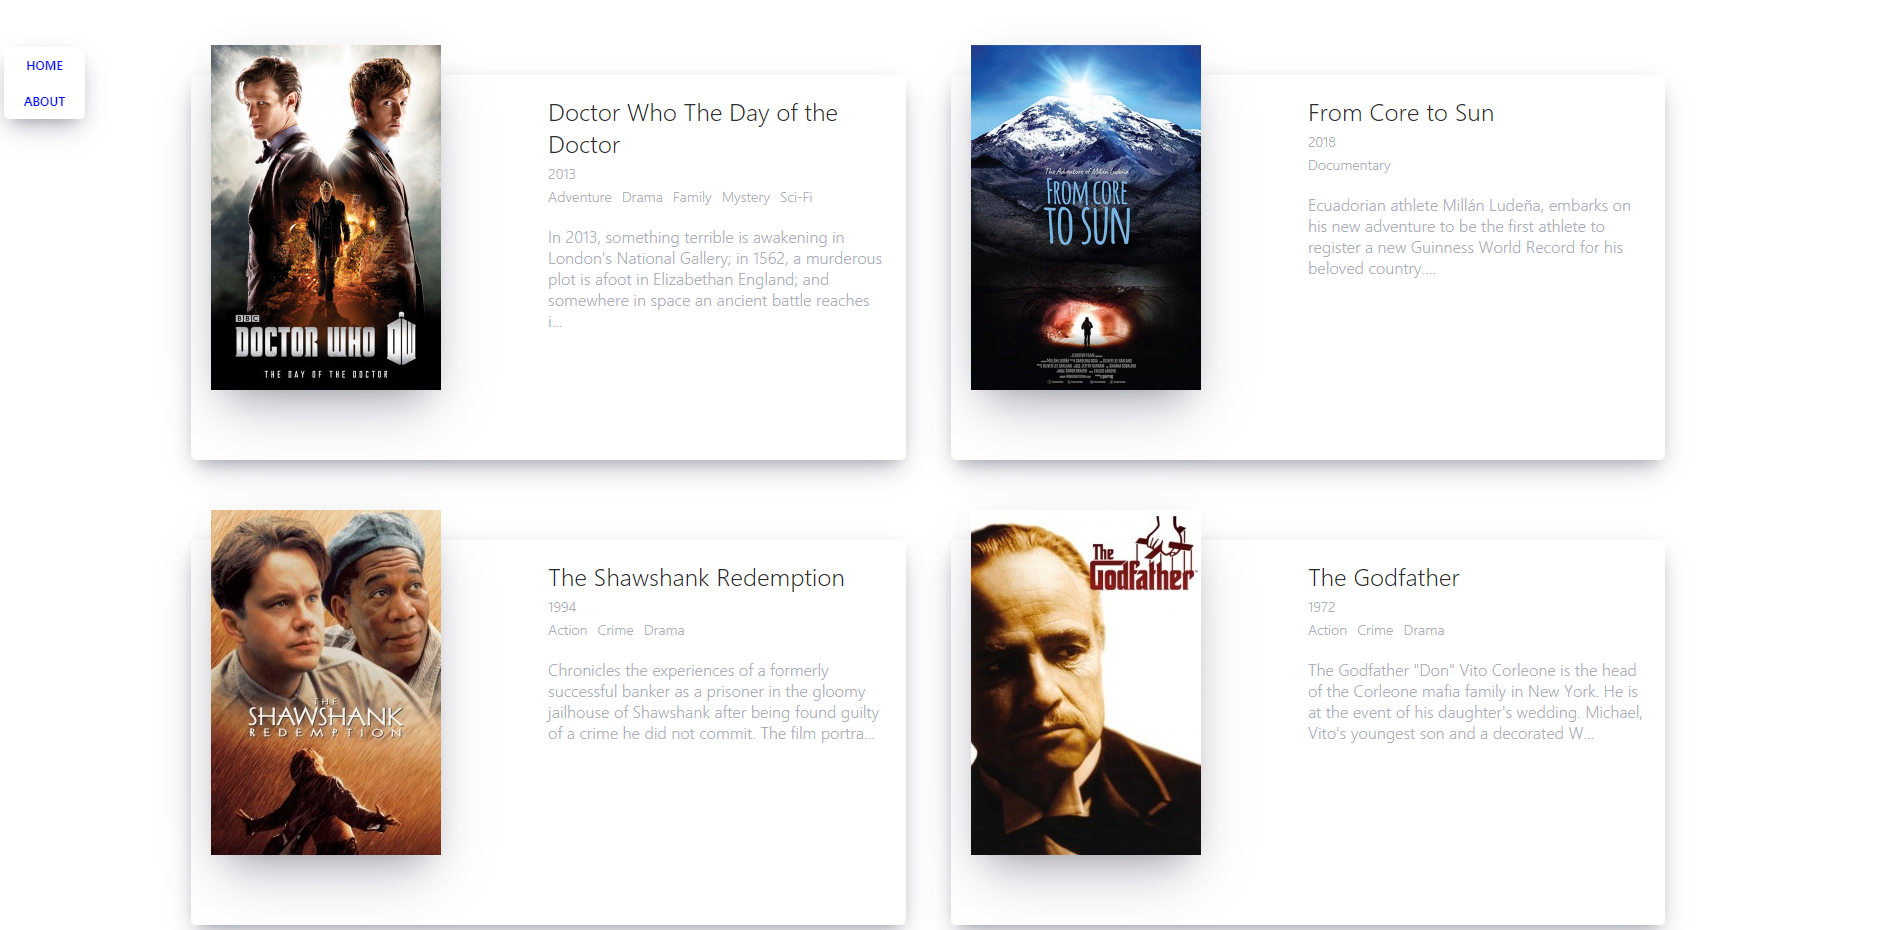 HOME
ABOUT
BBC
DOCTOR WHO
THE DAY OF THE DOCTOR
Doctor Who The Day of the
Doctor
2013
Adventure Drama Family Mystery Sci-Fi
In 2013, something terrible is awakening in
London's National Gallery; in 1562, a murderous
plot is afoot in Elizabethan England; and
somewhere in space an ancient battle reaches
i...
The Adventure of Millán Ludeña
FROM CORE
TO SUN
From Core to Sun
2018
Documentary
Ecuadorian athlete Millán Ludeña, embarks on
his new adventure to be the first athlete to
register a new Guinness World Record for his
beloved country....
THE
SHAWSHANK
REDEMPTION
The Shawshank Redemption
1994
Action Crime Drama
Chronicles the experiences of a formerly
successful banker as a prisoner in the gloomy
jailhouse of Shawshank after being found guilty
of a crime he did not commit. The film portra...
The
Godfather
The Godfather
1972
Action Crime Drama
The Godfather "Don" Vito Corleone is the head
of the Corleone mafia family in New York. He is
at the event of his daughter's wedding. Michael,
Vito's youngest son and a decorated W...